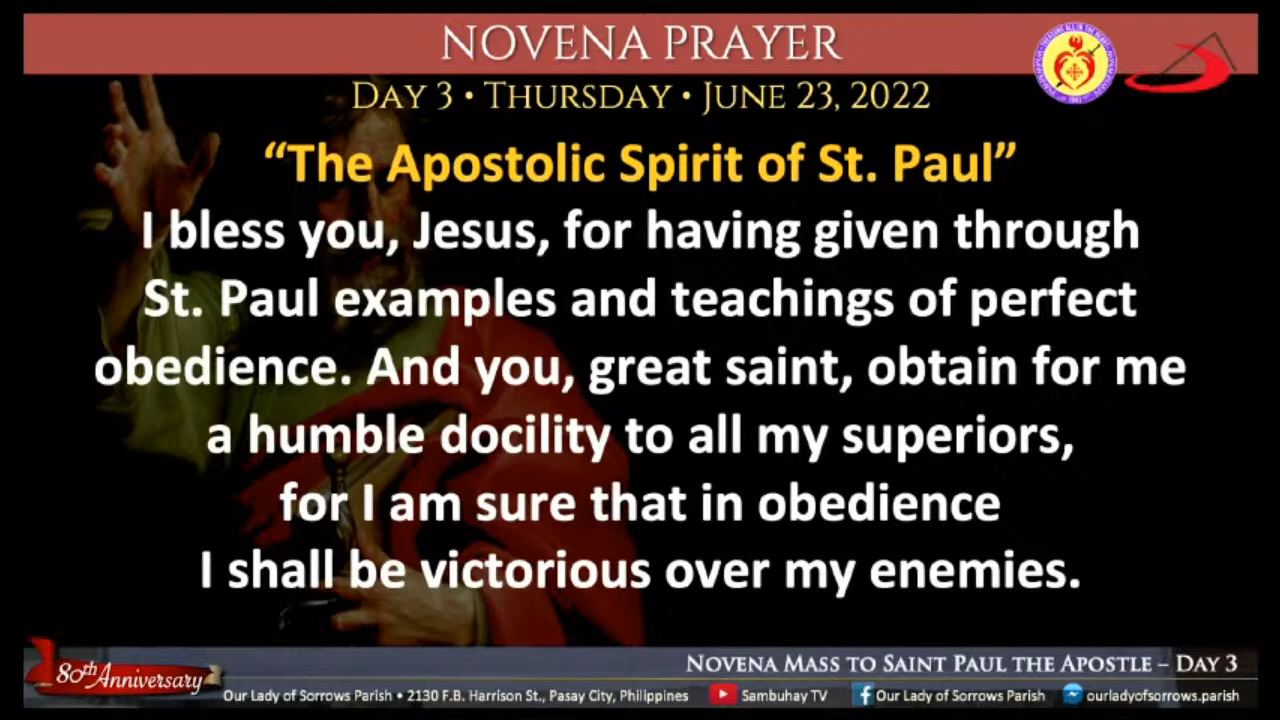 NOVENA PRAYER
DAY 3 • THURSDAY • JUNE 23, 2022
“The Apostolic Spirit of St. Paul”
I bless you, Jesus, for having given through
St. Paul examples and teachings of perfect
obedience. And you, great saint, obtain for me
a humble docility to all my superiors,
for I am sure that in obedience
I shall be victorious over my enemies.
80th Anniversary
NOVENA MASS TO SAINT PAUL THE APOSTLE – DAY 3
Our Lady of Sorrows Parish • 2130 F.B. Harrison St., Pasay City, Philippines Sambuhay TV Our Lady of Sorrows Parish ourladyofsorrows.parish